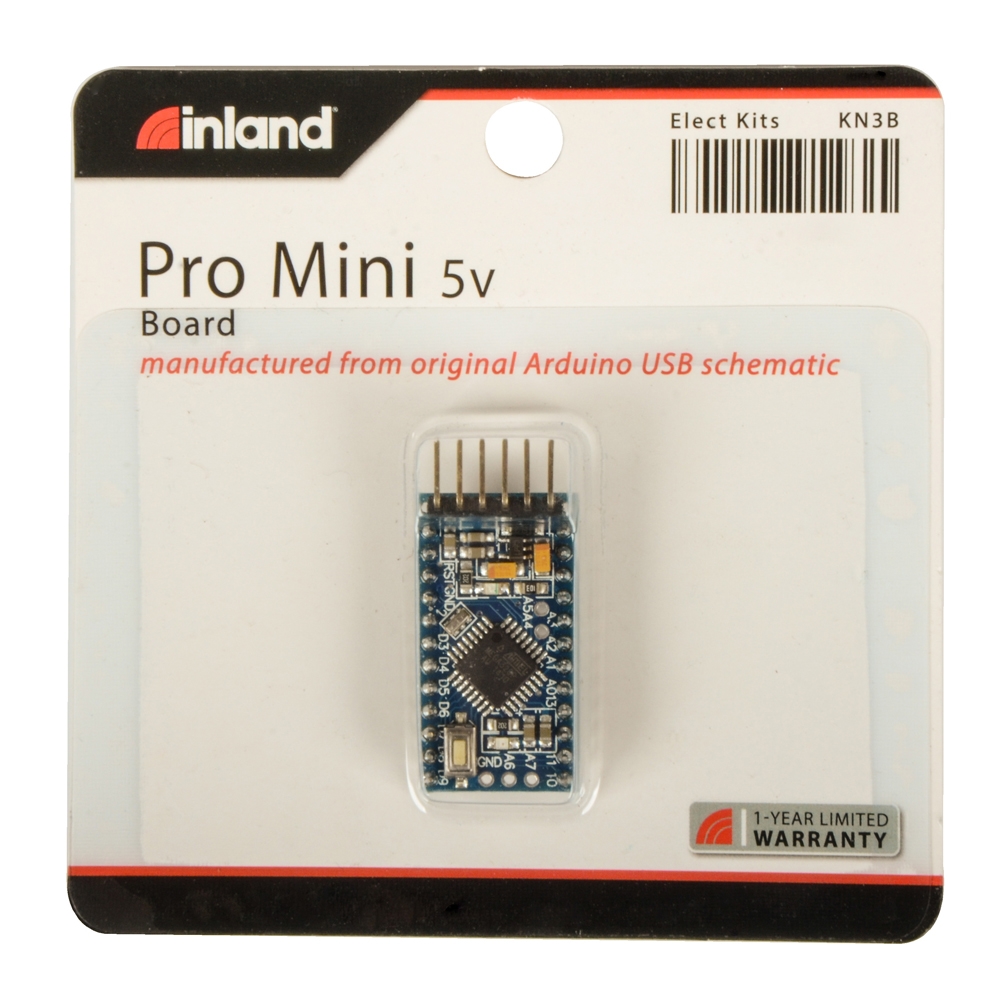 inland
Elect Kits KN3B
Pro Mini 5v
Board
manufactured from original Arduino USB schematic
RST
GND
A5
A4
D3 D4 D5 D6
A2 A1 A0 13
GND A6 A7
11 10
D9
1-YEAR LIMITED
WARRANTY